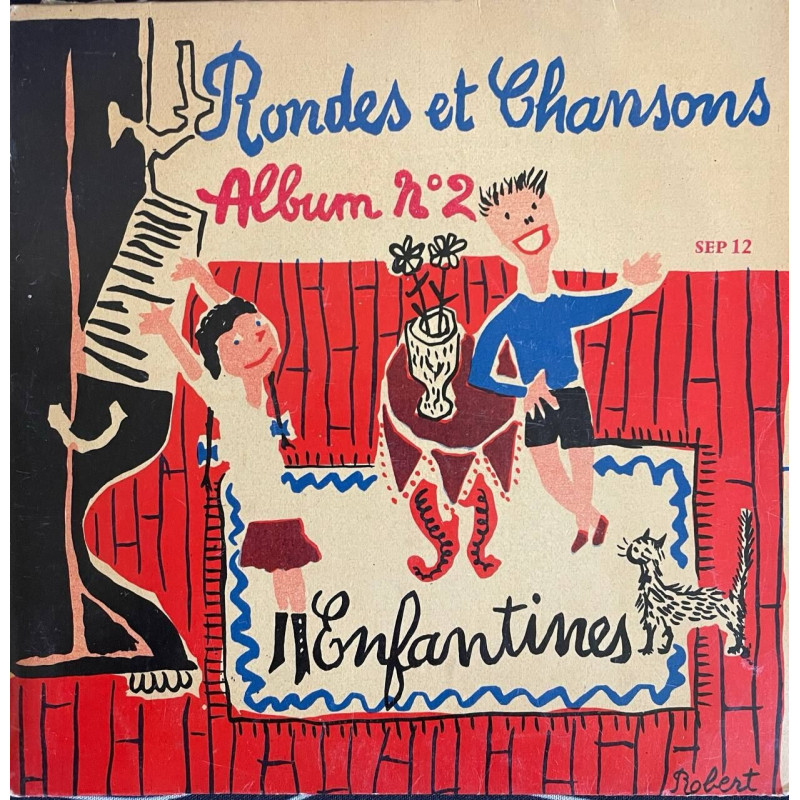 Rondes et Chansons
Album n°2
SEP 12
Enfantines
Robert